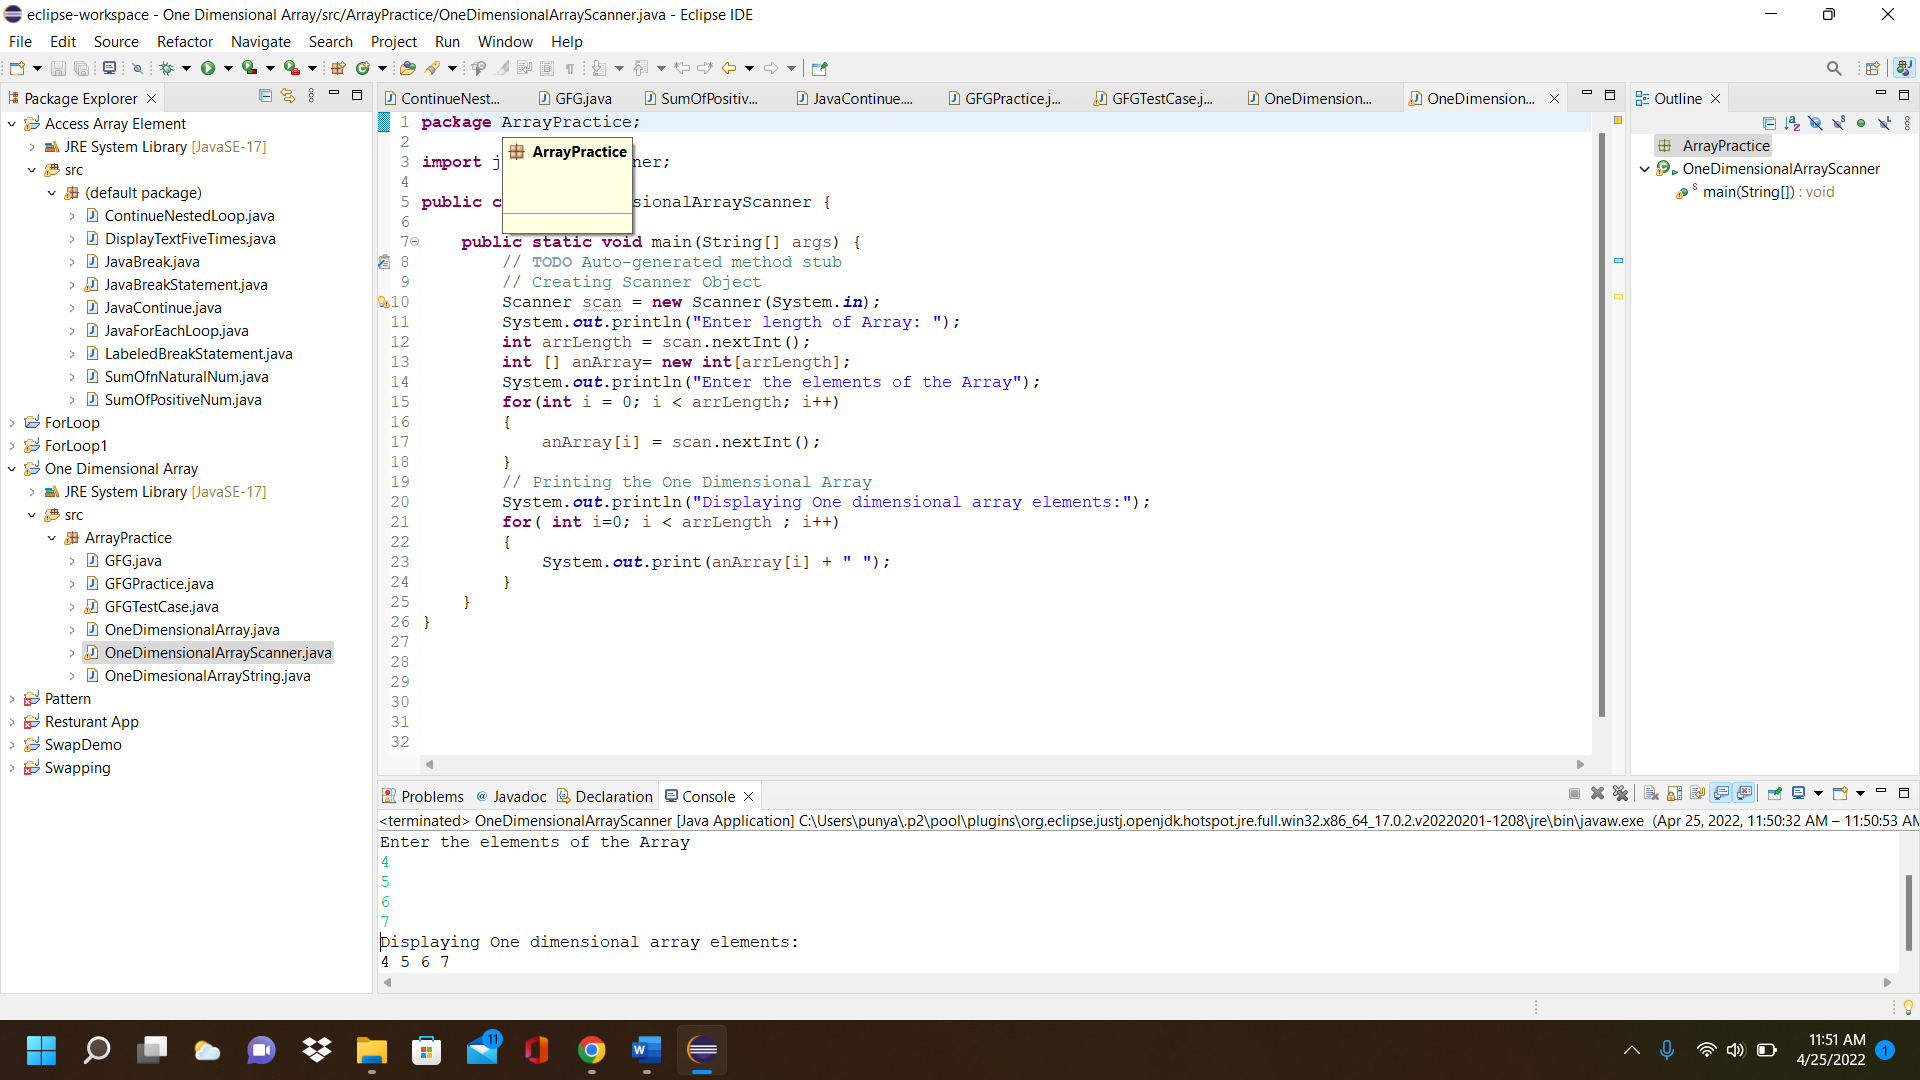 eclipse-workspace - One Dimensional Array/src/ArrayPractice/OneDimensionalArrayScanner.java - Eclipse IDE
File Edit Source Refactor Navigate Search Project Run Window Help
Package Explorer
Access Array Element
JRE System Library [JavaSE-17]
src
(default package)
ContinueNestedLoop.java
DisplayTextFiveTimes.java
JavaBreak.java
JavaBreakStatement.java
JavaContinue.java
JavaForEachLoop.java
LabeledBreakStatement.java
SumOfnNaturalNum.java
SumOfPositiveNum.java
ForLoop
ForLoop1
One Dimensional Array
JRE System Library [JavaSE-17]
src
ArrayPractice
GFG.java
GFGPractice.java
GFGTestCase.java
OneDimensionalArray.java
OneDimensionalArrayScanner.java
OneDimesionalArrayString.java
Pattern
Resturant App
SwapDemo
Swapping
ContinueNest... GFG.java SumOfPositiv... JavaContinue.... GFGPractice.j... GFGTestCase.j... OneDimension... OneDimension...
1 package ArrayPractice;
2
3 import j ner;
4
5 public c sionalArrayScanner {
6
7 public static void main(String[] args) {
8 // TODO Auto-generated method stub
9 // Creating Scanner Object
10 Scanner scan = new Scanner(System.in);
11 System.out.println("Enter length of Array: ");
12 int arrLength = scan.nextInt();
13 int [] anArray= new int[arrLength];
14 System.out.println("Enter the elements of the Array");
15 for(int i = 0; i < arrLength; i++)
16 {
17 anArray[i] = scan.nextInt();
18 }
19 // Printing the One Dimensional Array
20 System.out.println("Displaying One dimensional array elements:");
21 for( int i=0; i < arrLength ; i++)
22 {
23 System.out.print(anArray[i] + " ");
24 }
25 }
26 }
27
28
29
30
31
32
ArrayPractice
Outline
ArrayPractice
OneDimensionalArrayScanner
main(String[]) : void
Problems @ Javadoc Declaration Console
<terminated> OneDimensionalArrayScanner [Java Application] C:\Users\punya\.p2\pool\plugins\org.eclipse.justj.openjdk.hotspot.jre.full.win32.x86_64_17.0.2.v20220201-1208\jre\bin\javaw.exe (Apr 25, 2022, 11:50:32 AM – 11:50:53 AM
Enter the elements of the Array
4
5
6
7
Displaying One dimensional array elements:
4 5 6 7
11
11:51 AM
4/25/2022
1